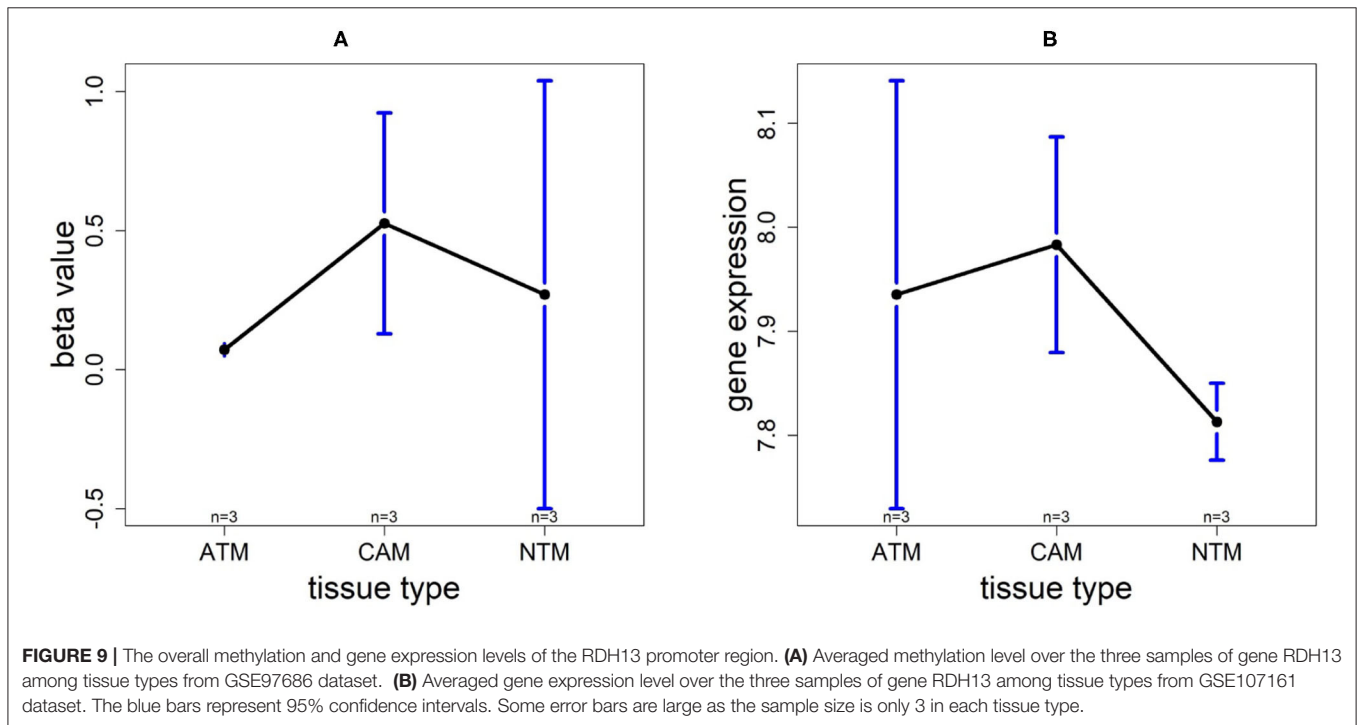 A
beta value
1.0
0.5
0.0
-0.5
n=3 n=3 n=3
ATM CAM NTM
tissue type
B
gene expression
8.1
8.0
7.9
7.8
n=3 n=3 n=3
ATM CAM NTM
tissue type
FIGURE 9 | The overall methylation and gene expression levels of the RDH13 promoter region. (A) Averaged methylation level over the three samples of gene RDH13
among tissue types from GSE97686 dataset. (B) Averaged gene expression level over the three samples of gene RDH13 among tissue types from GSE107161
dataset. The blue bars represent 95% confidence intervals. Some error bars are large as the sample size is only 3 in each tissue type.